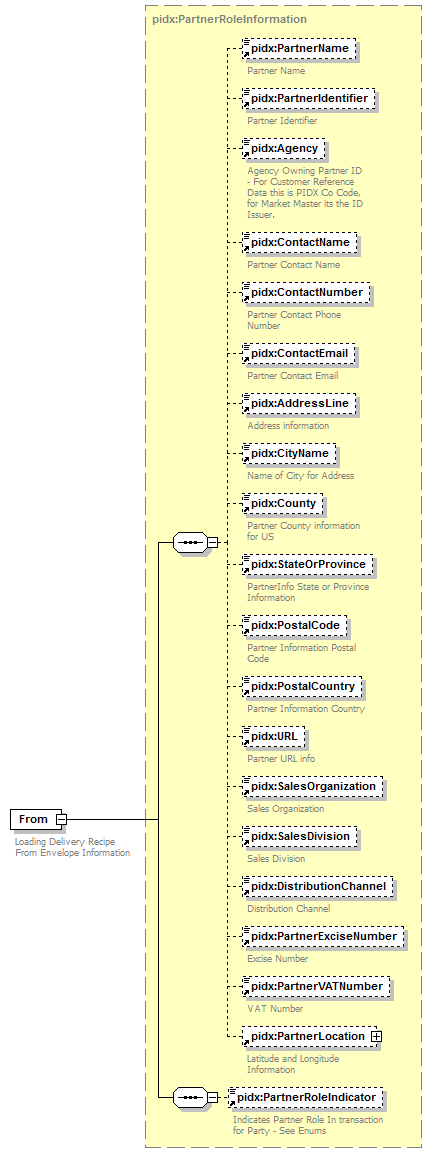 pidx:PartnerRoleInformation
pidx:PartnerName
Partner Name
pidx:PartnerIdentifier
Partner Identifier
pidx:Agency
Agency Owning Partner ID
- For Customer Reference
Data this is PIDX Co Code,
for Market Master its the ID
Issuer.
pidx:ContactName
Partner Contact Name
pidx:ContactNumber
Partner Contact Phone
Number
pidx:ContactEmail
Partner Contact Email
pidx:AddressLine
Address information
pidx:CityName
Name of City for Address
pidx:County
Partner County information
for US
pidx:StateOrProvince
PartnerInfo State or Province
Information
pidx:PostalCode
Partner Information Postal
Code
pidx:PostalCountry
Partner Information Country
pidx:URL
Partner URL info
pidx:SalesOrganization
Sales Organization
pidx:SalesDivision
Sales Division
pidx:DistributionChannel
Distribution Channel
pidx:PartnerExciseNumber
Excise Number
pidx:PartnerVATNumber
VAT Number
pidx:PartnerLocation
Latitude and Longitude
Information
From
Loading Delivery Recipe
From Envelope Information
pidx:PartnerRoleIndicator
Indicates Partner Role In transaction
for Party - See Enums